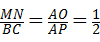 MN/BC = AO/AP = 1/2